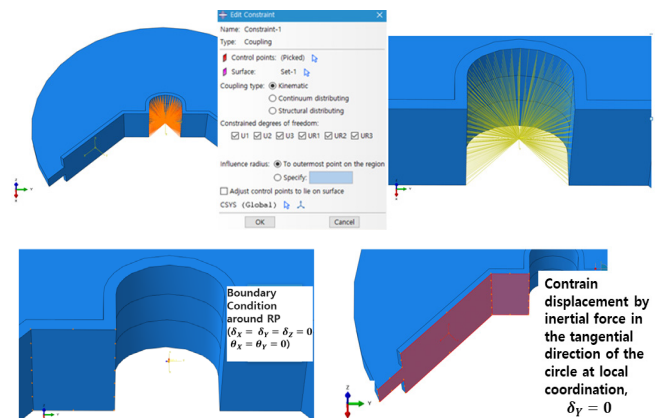 Edit Constraint
Name: Constraint-1
Type: Coupling
Control points: (Picked)
Surface: Set-1
Coupling type: Kinematic
Continuum distributing
Structural distributing
Constrained degrees of freedom:
U1 U2 U3 UR1 UR2 UR3
Influence radius: To outermost point on the region
Specify:
Adjust control points to lie on surface
CSYS (Global)
OK Cancel
Boundary
Condition
around RP
(δX = δY = δZ = 0
θX = θY = 0)
Contrain
displacement by
inertial force in
the tangential
direction of the
circle at local
coordination,
δY = 0